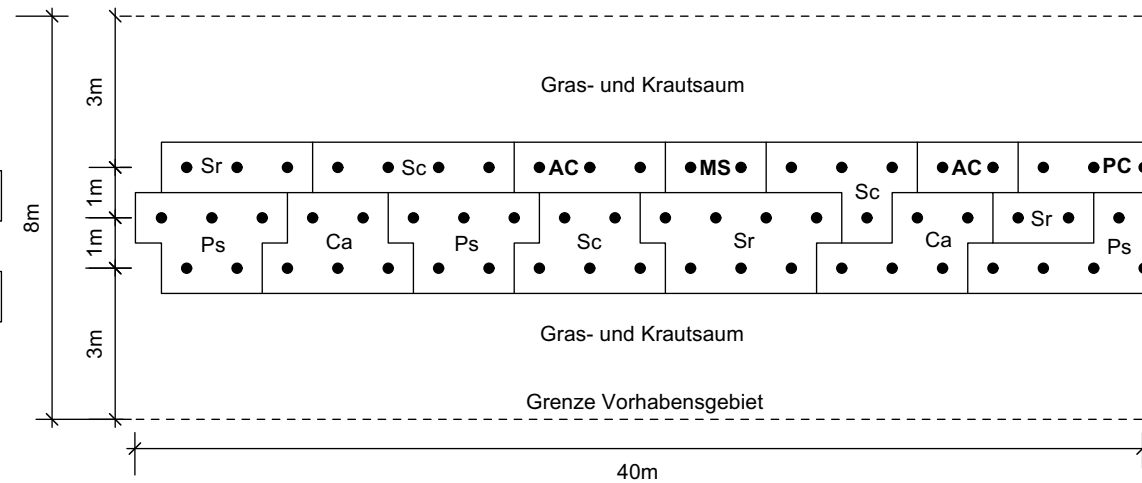 Gras- und Krautsaum
3m
Sr Sc AC MS AC PC
1m
8m
Sc
Sr
1m
Ps Ca Ps Sc Sr Ca Ps
Gras- und Krautsaum
3m
Grenze Vorhabensgebiet
40m